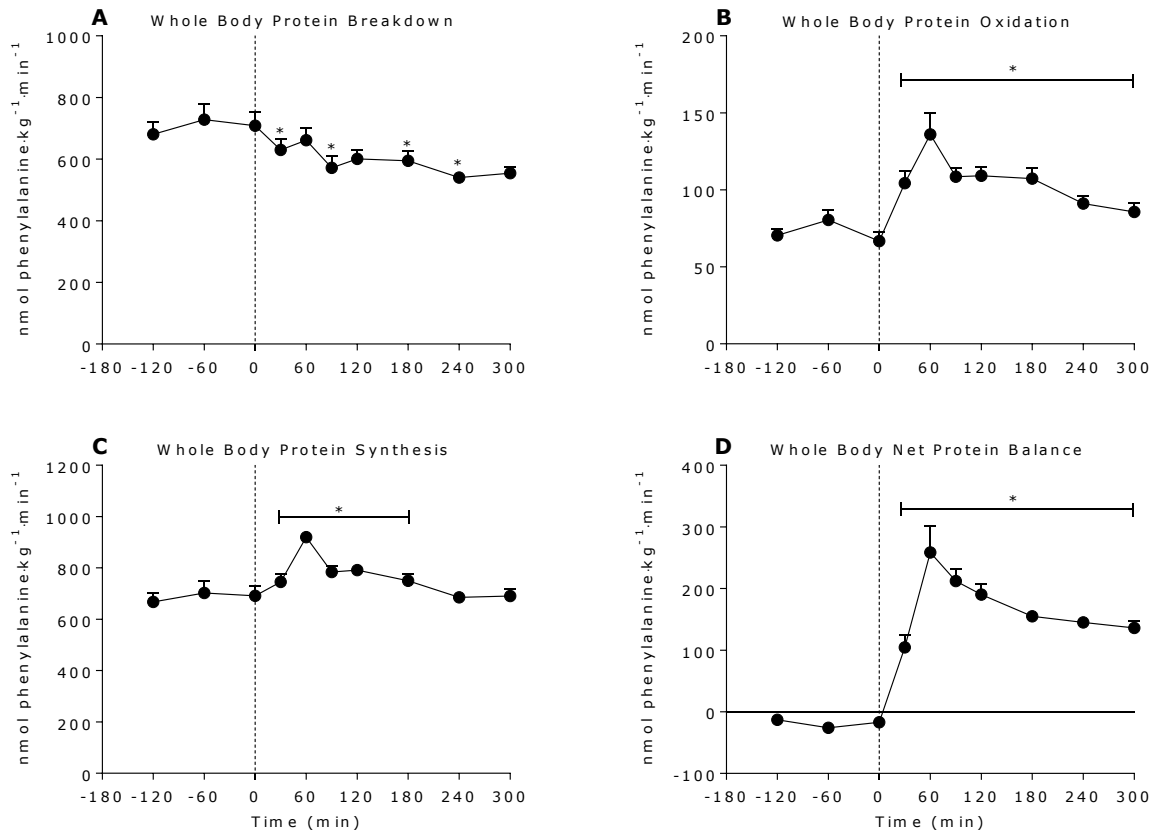 A Whole Body Protein Breakdown
nmol phenylalanine·kg⁻¹·min⁻¹
1000
800
600
400
200
0
* * * *
-180 -120 -60 0 60 120 180 240 300
B Whole Body Protein Oxidation
nmol phenylalanine·kg⁻¹·min⁻¹
200
150
100
50
0
*
-180 -120 -60 0 60 120 180 240 300
C Whole Body Protein Synthesis
nmol phenylalanine·kg⁻¹·min⁻¹
1200
1000
800
600
400
200
0
*
-180 -120 -60 0 60 120 180 240 300
Time (min)
D Whole Body Net Protein Balance
nmol phenylalanine·kg⁻¹·min⁻¹
400
300
200
100
0
-100
*
-180 -120 -60 0 60 120 180 240 300
Time (min)